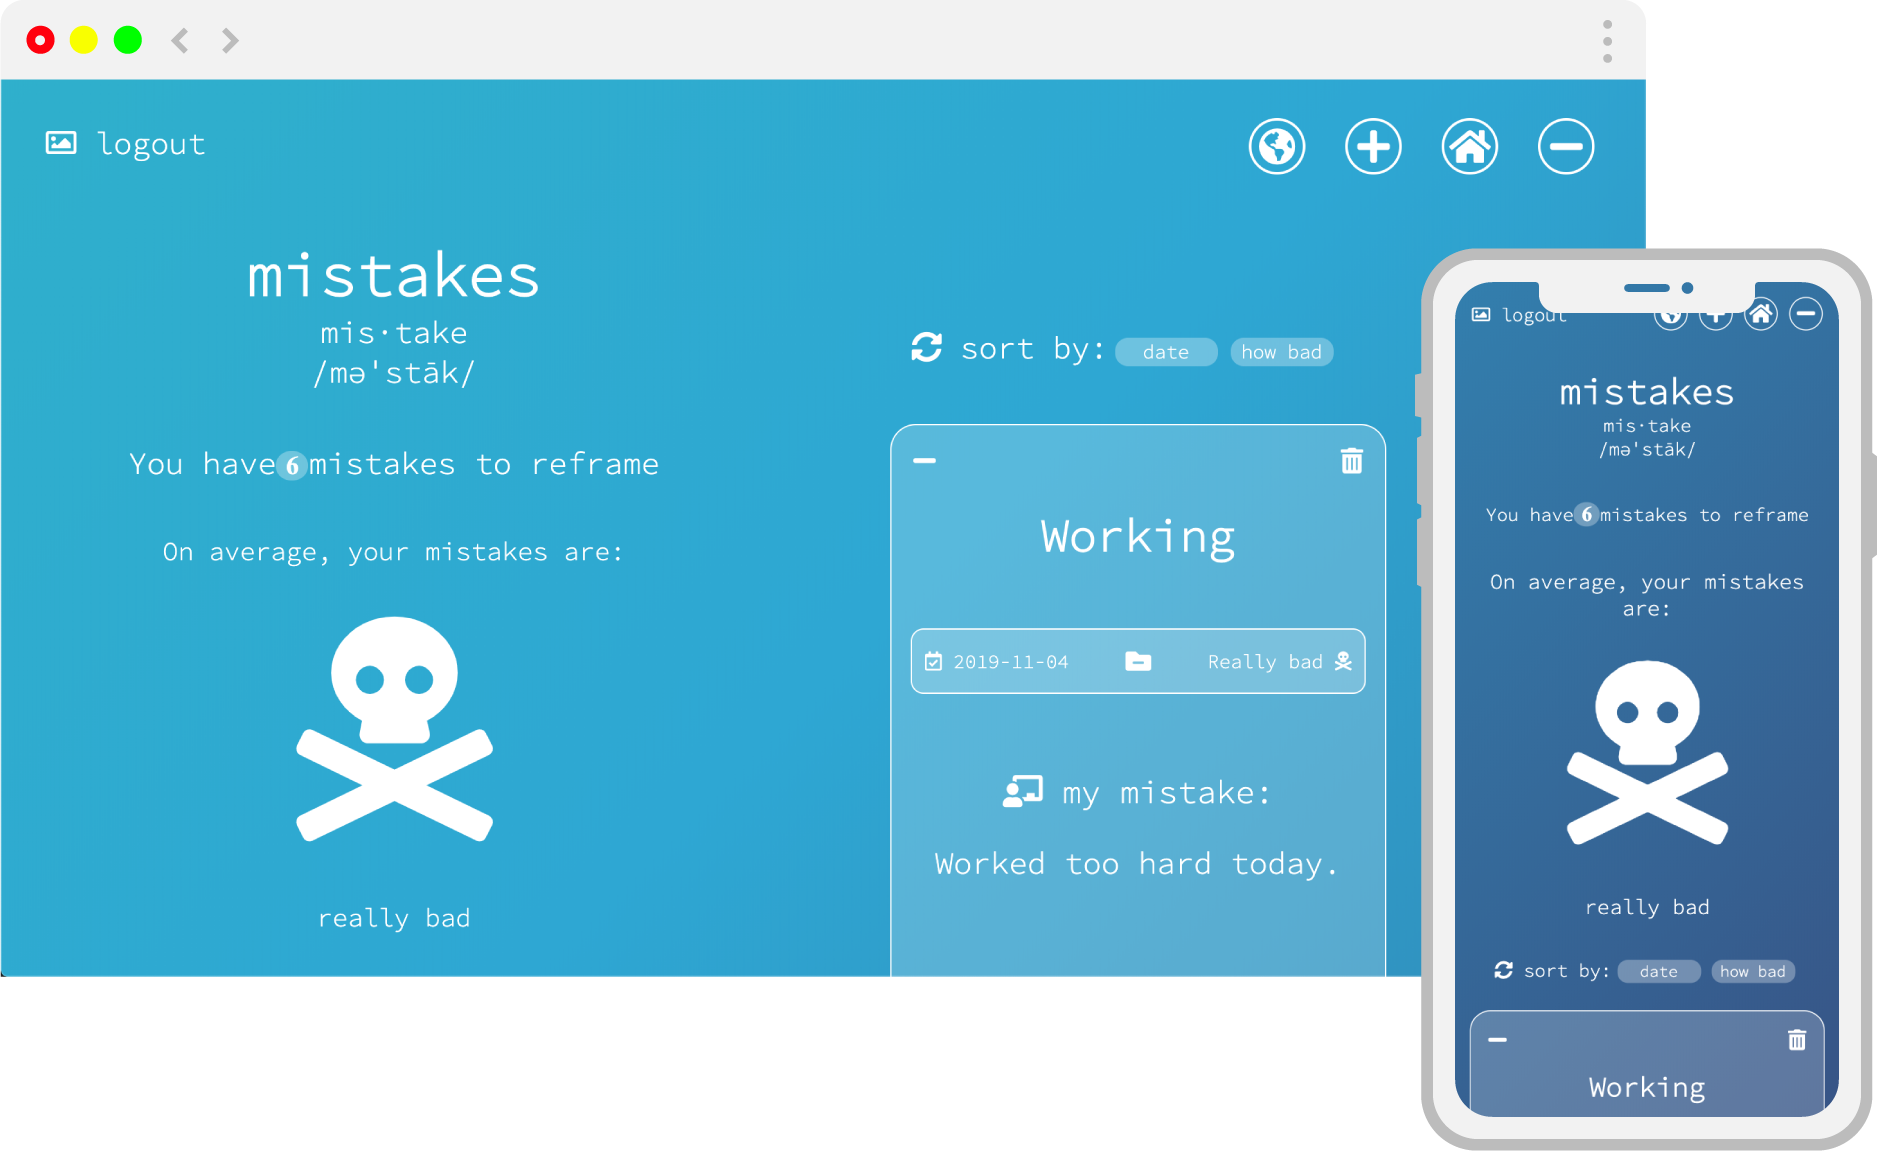 logout
mistakes
mis·take
/mə'stāk/
You have 6 mistakes to reframe
On average, your mistakes are:
really bad
sort by: date how bad
Working
2019-11-04 Really bad
my mistake:
Worked too hard today.
logout
mistakes
mis·take
/mə'stāk/
You have 6 mistakes to reframe
On average, your mistakes
are:
really bad
sort by: date how bad
Working